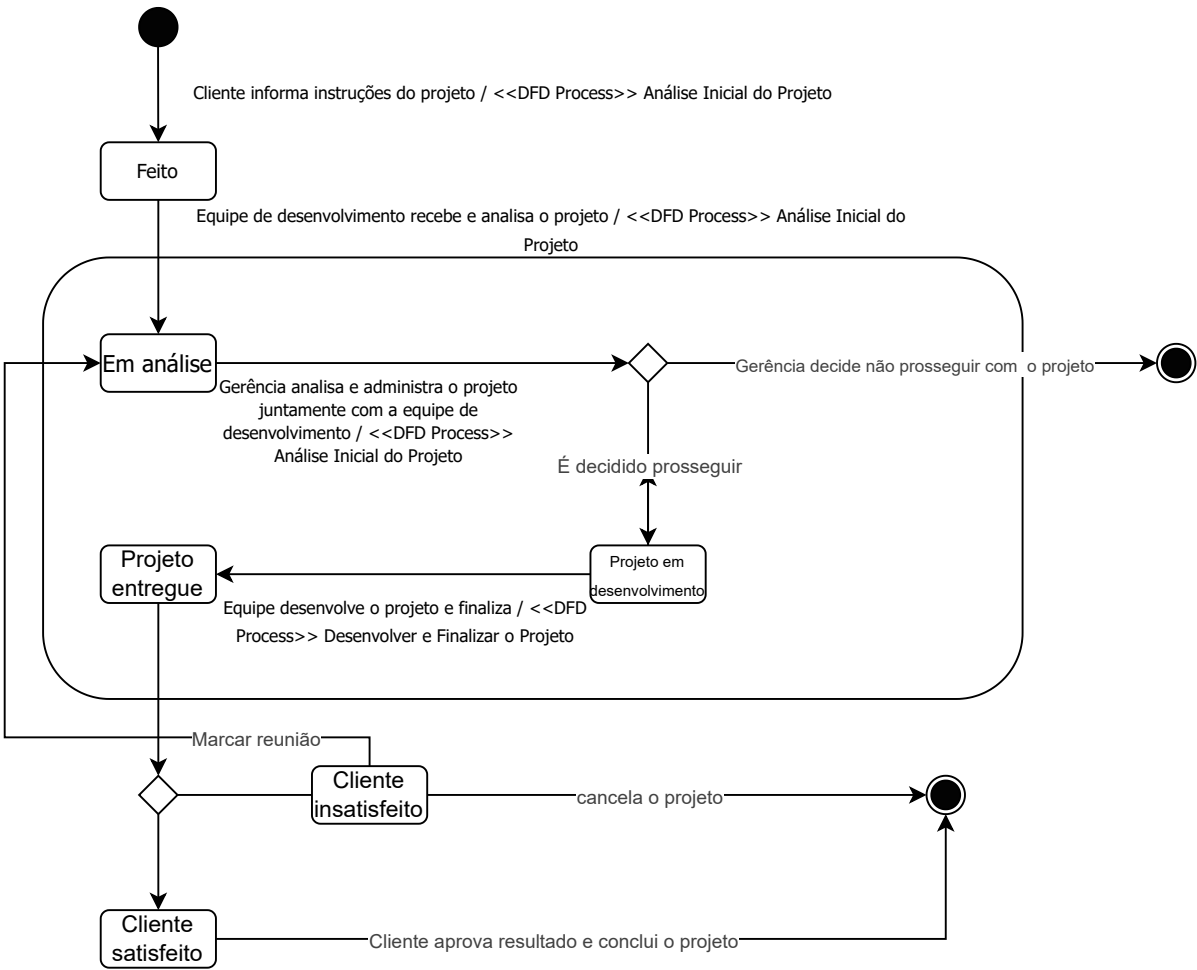 Cliente informa instruções do projeto / <<DFD Process>> Análise Inicial do Projeto
Feito
Equipe de desenvolvimento recebe e analisa o projeto / <<DFD Process>> Análise Inicial do
Projeto
Em análise
Gerência decide não prosseguir com o projeto
Gerência analisa e administra o projeto
juntamente com a equipe de
desenvolvimento / <<DFD Process>>
Análise Inicial do Projeto
É decidido prosseguir
Projeto
entregue
Projeto em
desenvolvimento
Equipe desenvolve o projeto e finaliza / <<DFD
Process>> Desenvolver e Finalizar o Projeto
Marcar reunião
Cliente
insatisfeito
cancela o projeto
Cliente
satisfeito
Cliente aprova resultado e conclui o projeto